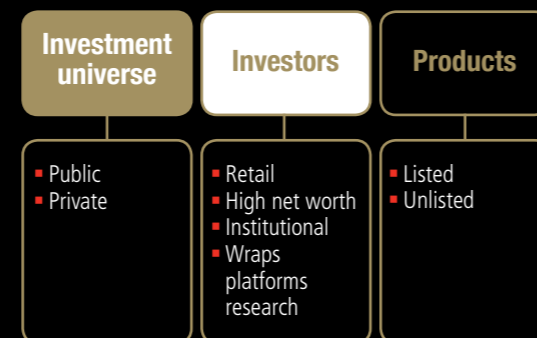 Investment
universe
Investors
Products
Public
Private
Retail
High net worth
Institutional
Wraps
platforms
research
Listed
Unlisted